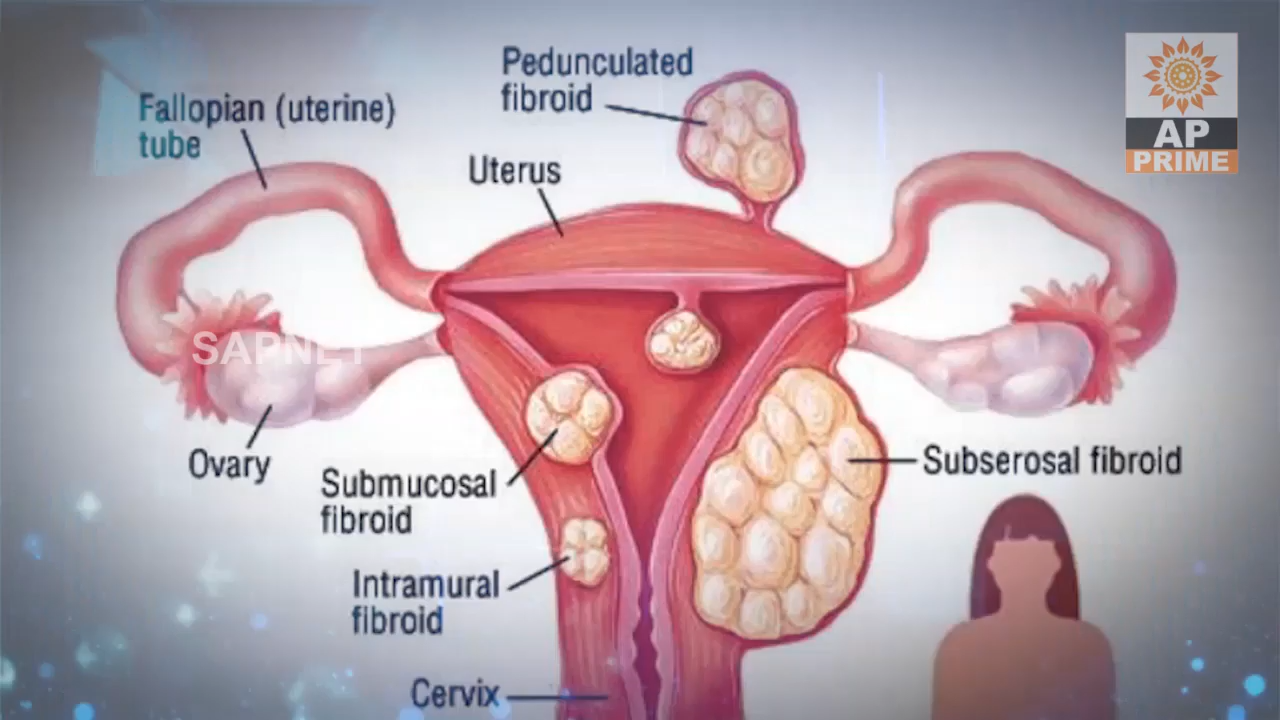 Pedunculated
fibroid
Fallopian (uterine)
tube
Uterus
AP
PRIME
SAPNET
Ovary
Submucosal
fibroid
Subserosal fibroid
Intramural
fibroid
Cervix